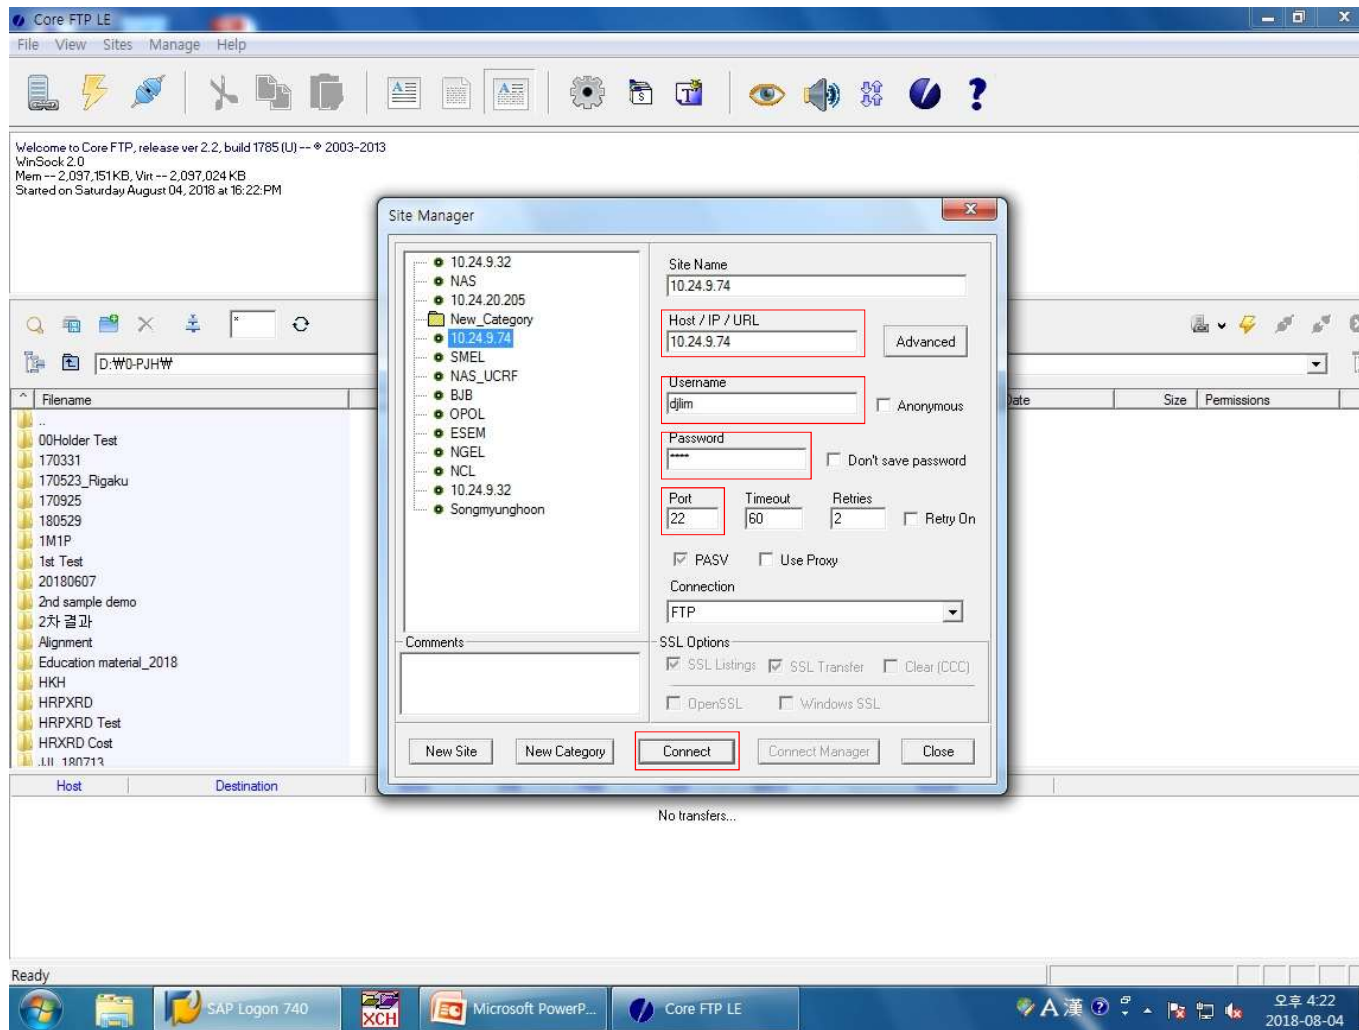 Core FTP LE
File View Sites Manage Help
Welcome to Core FTP, release ver 2.2, build 1785 (U) -- © 2003-2013
WinSock 2.0
Mem -- 2,097,151 KB, Virt -- 2,097,024 KB
Started on Saturday August 04, 2018 at 16:22:PM
Site Manager
10.24.9.32
NAS
10.24.20.205
New_Category
10.24.9.74
SMEL
NAS_UCRF
BJB
OPOL
ESEM
NGEL
NCL
10.24.9.32
Songmyunghoon
Site Name
10.24.9.74
Host / IP / URL
10.24.9.74
Advanced
Username
djlim
Anonymous
Password
****
Don't save password
Port Timeout Retries
22 60 2 Retry On
PASV Use Proxy
Connection
FTP
Comments
SSL Options
SSL Listings SSL Transfer Clear (CCC)
OpenSSL Windows SSL
New Site New Category Connect Connect Manager Close
*
D:₩0-PJH₩
Filename
Date Size Permissions
..
00Holder Test
170331
170523_Rigaku
170925
180529
1M1P
1st Test
20180607
2nd sample demo
2차 결과
Alignment
Education material_2018
HKH
HRPXRD
HRPXRD Test
HRXRD Cost
JJL 180713
Host Destination
No transfers...
Ready
SAP Logon 740
XCH
Microsoft PowerP...
Core FTP LE
A 漢
오후 4:22
2018-08-04